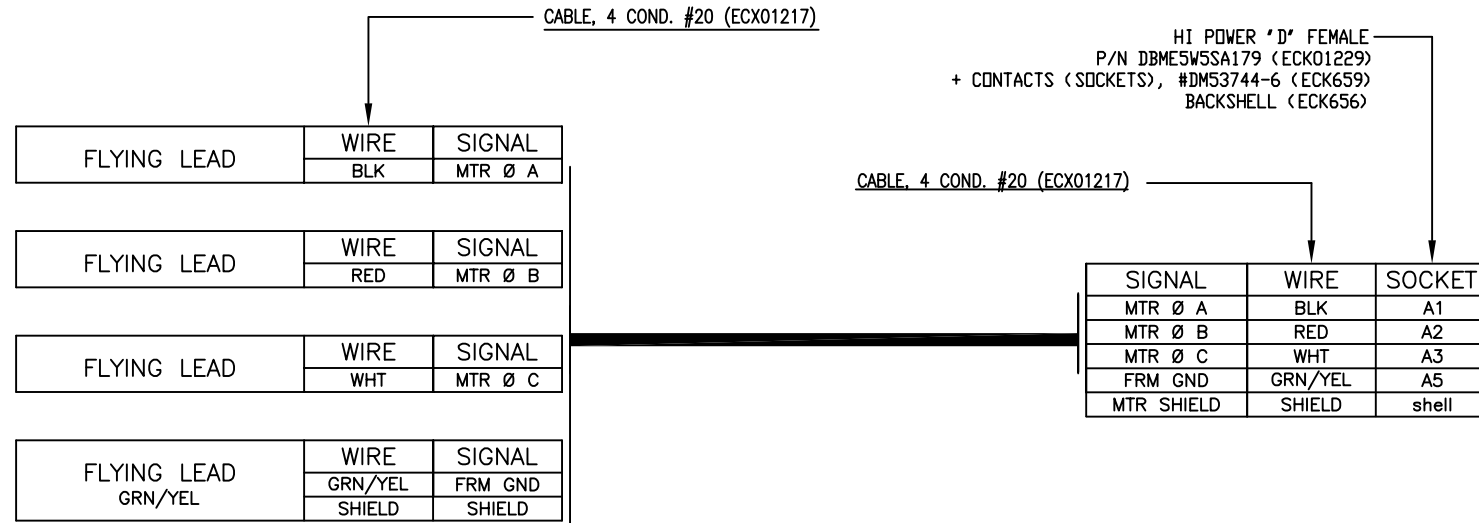 CABLE, 4 COND. #20 (ECX01217)
HI POWER "D" FEMALE
P/N DBME5W5SA179 (ECK01229)
+ CONTACTS (SOCKETS), #DM53744-6 (ECK659)
BACKSHELL (ECK656)
FLYING LEAD WIRE SIGNAL
BLK MTR Ø A
CABLE, 4 COND. #20 (ECX01217)
FLYING LEAD WIRE SIGNAL
RED MTR Ø B
SIGNAL WIRE SOCKET
MTR Ø A BLK A1
MTR Ø B RED A2
MTR Ø C WHT A3
FRM GND GRN/YEL A5
MTR SHIELD SHIELD shell
FLYING LEAD WIRE SIGNAL
WHT MTR Ø C
FLYING LEAD WIRE SIGNAL
GRN/YEL GRN/YEL FRM GND
SHIELD SHIELD